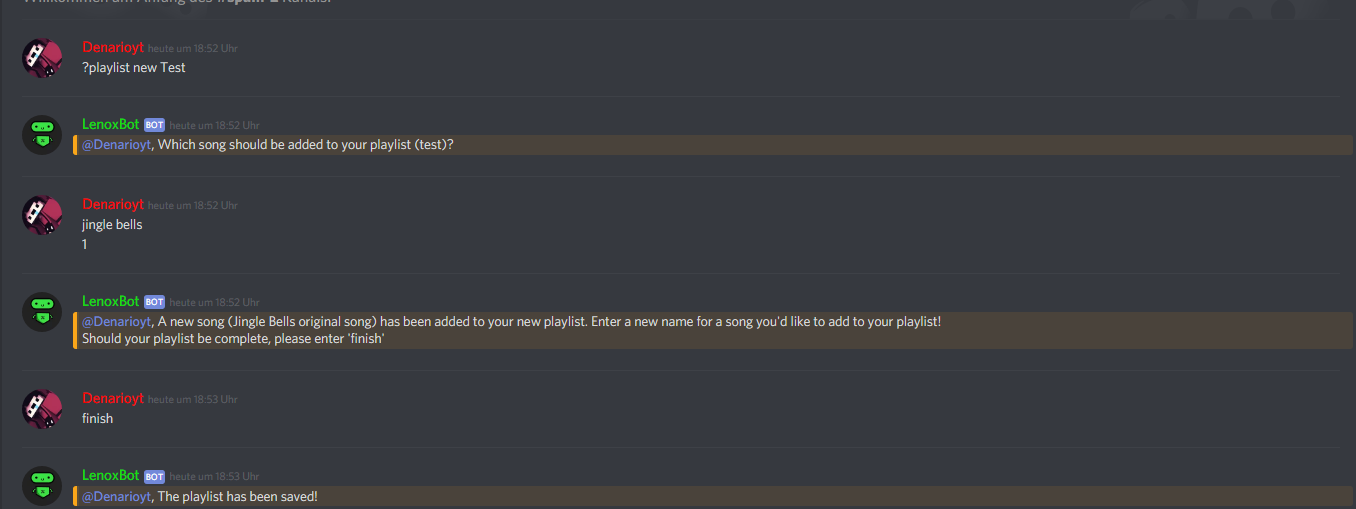 Willkommen am Anfang des #spam-2 Kanals.
Denarioyt heute um 18:52 Uhr
?playlist new Test
LenoxBot BOT heute um 18:52 Uhr
@Denarioyt, Which song should be added to your playlist (test)?
Denarioyt heute um 18:52 Uhr
jingle bells
1
LenoxBot BOT heute um 18:52 Uhr
@Denarioyt, A new song (Jingle Bells original song) has been added to your new playlist. Enter a new name for a song you'd like to add to your playlist!
Should your playlist be complete, please enter 'finish'
Denarioyt heute um 18:53 Uhr
finish
LenoxBot BOT heute um 18:53 Uhr
@Denarioyt, The playlist has been saved!